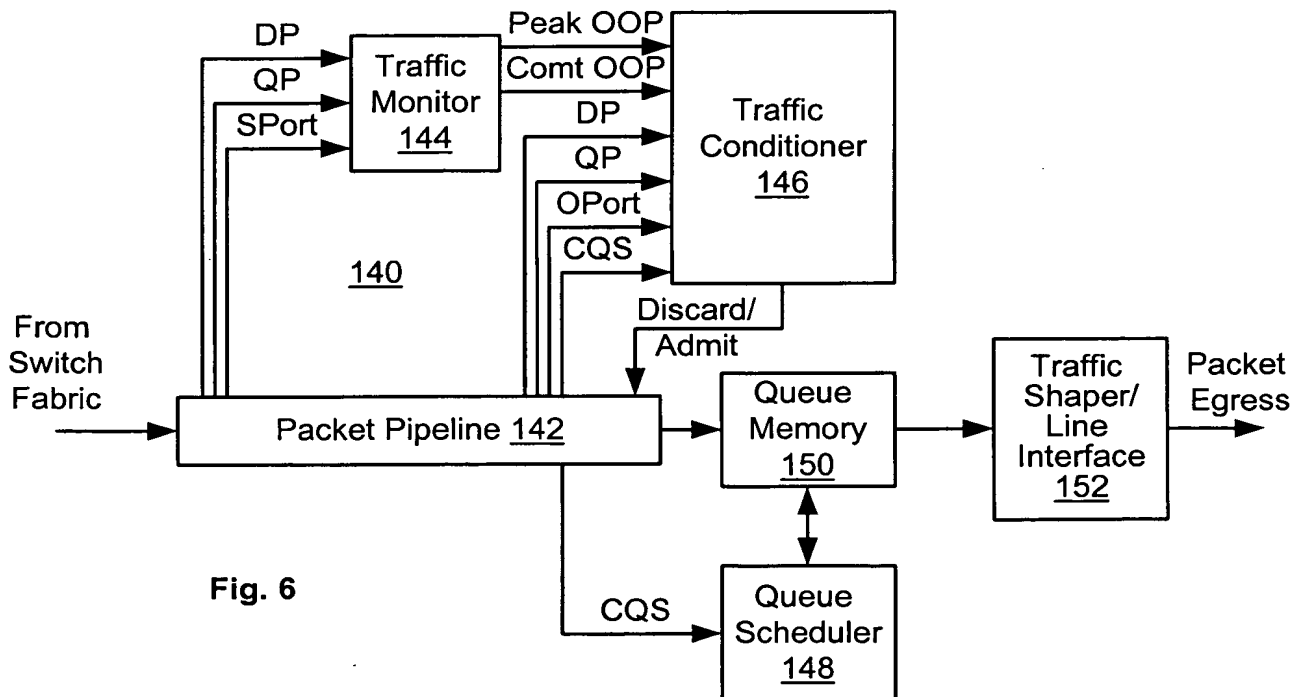 DP
QP
SPort
Traffic
Monitor
144
Peak OOP
Comt OOP
DP
QP
OPort
CQS
Traffic
Conditioner
146
140
Discard/
Admit
From
Switch
Fabric
Packet Pipeline 142
Queue
Memory
150
Traffic
Shaper/
Line
Interface
152
Packet
Egress
CQS
Queue
Scheduler
148
Fig. 6